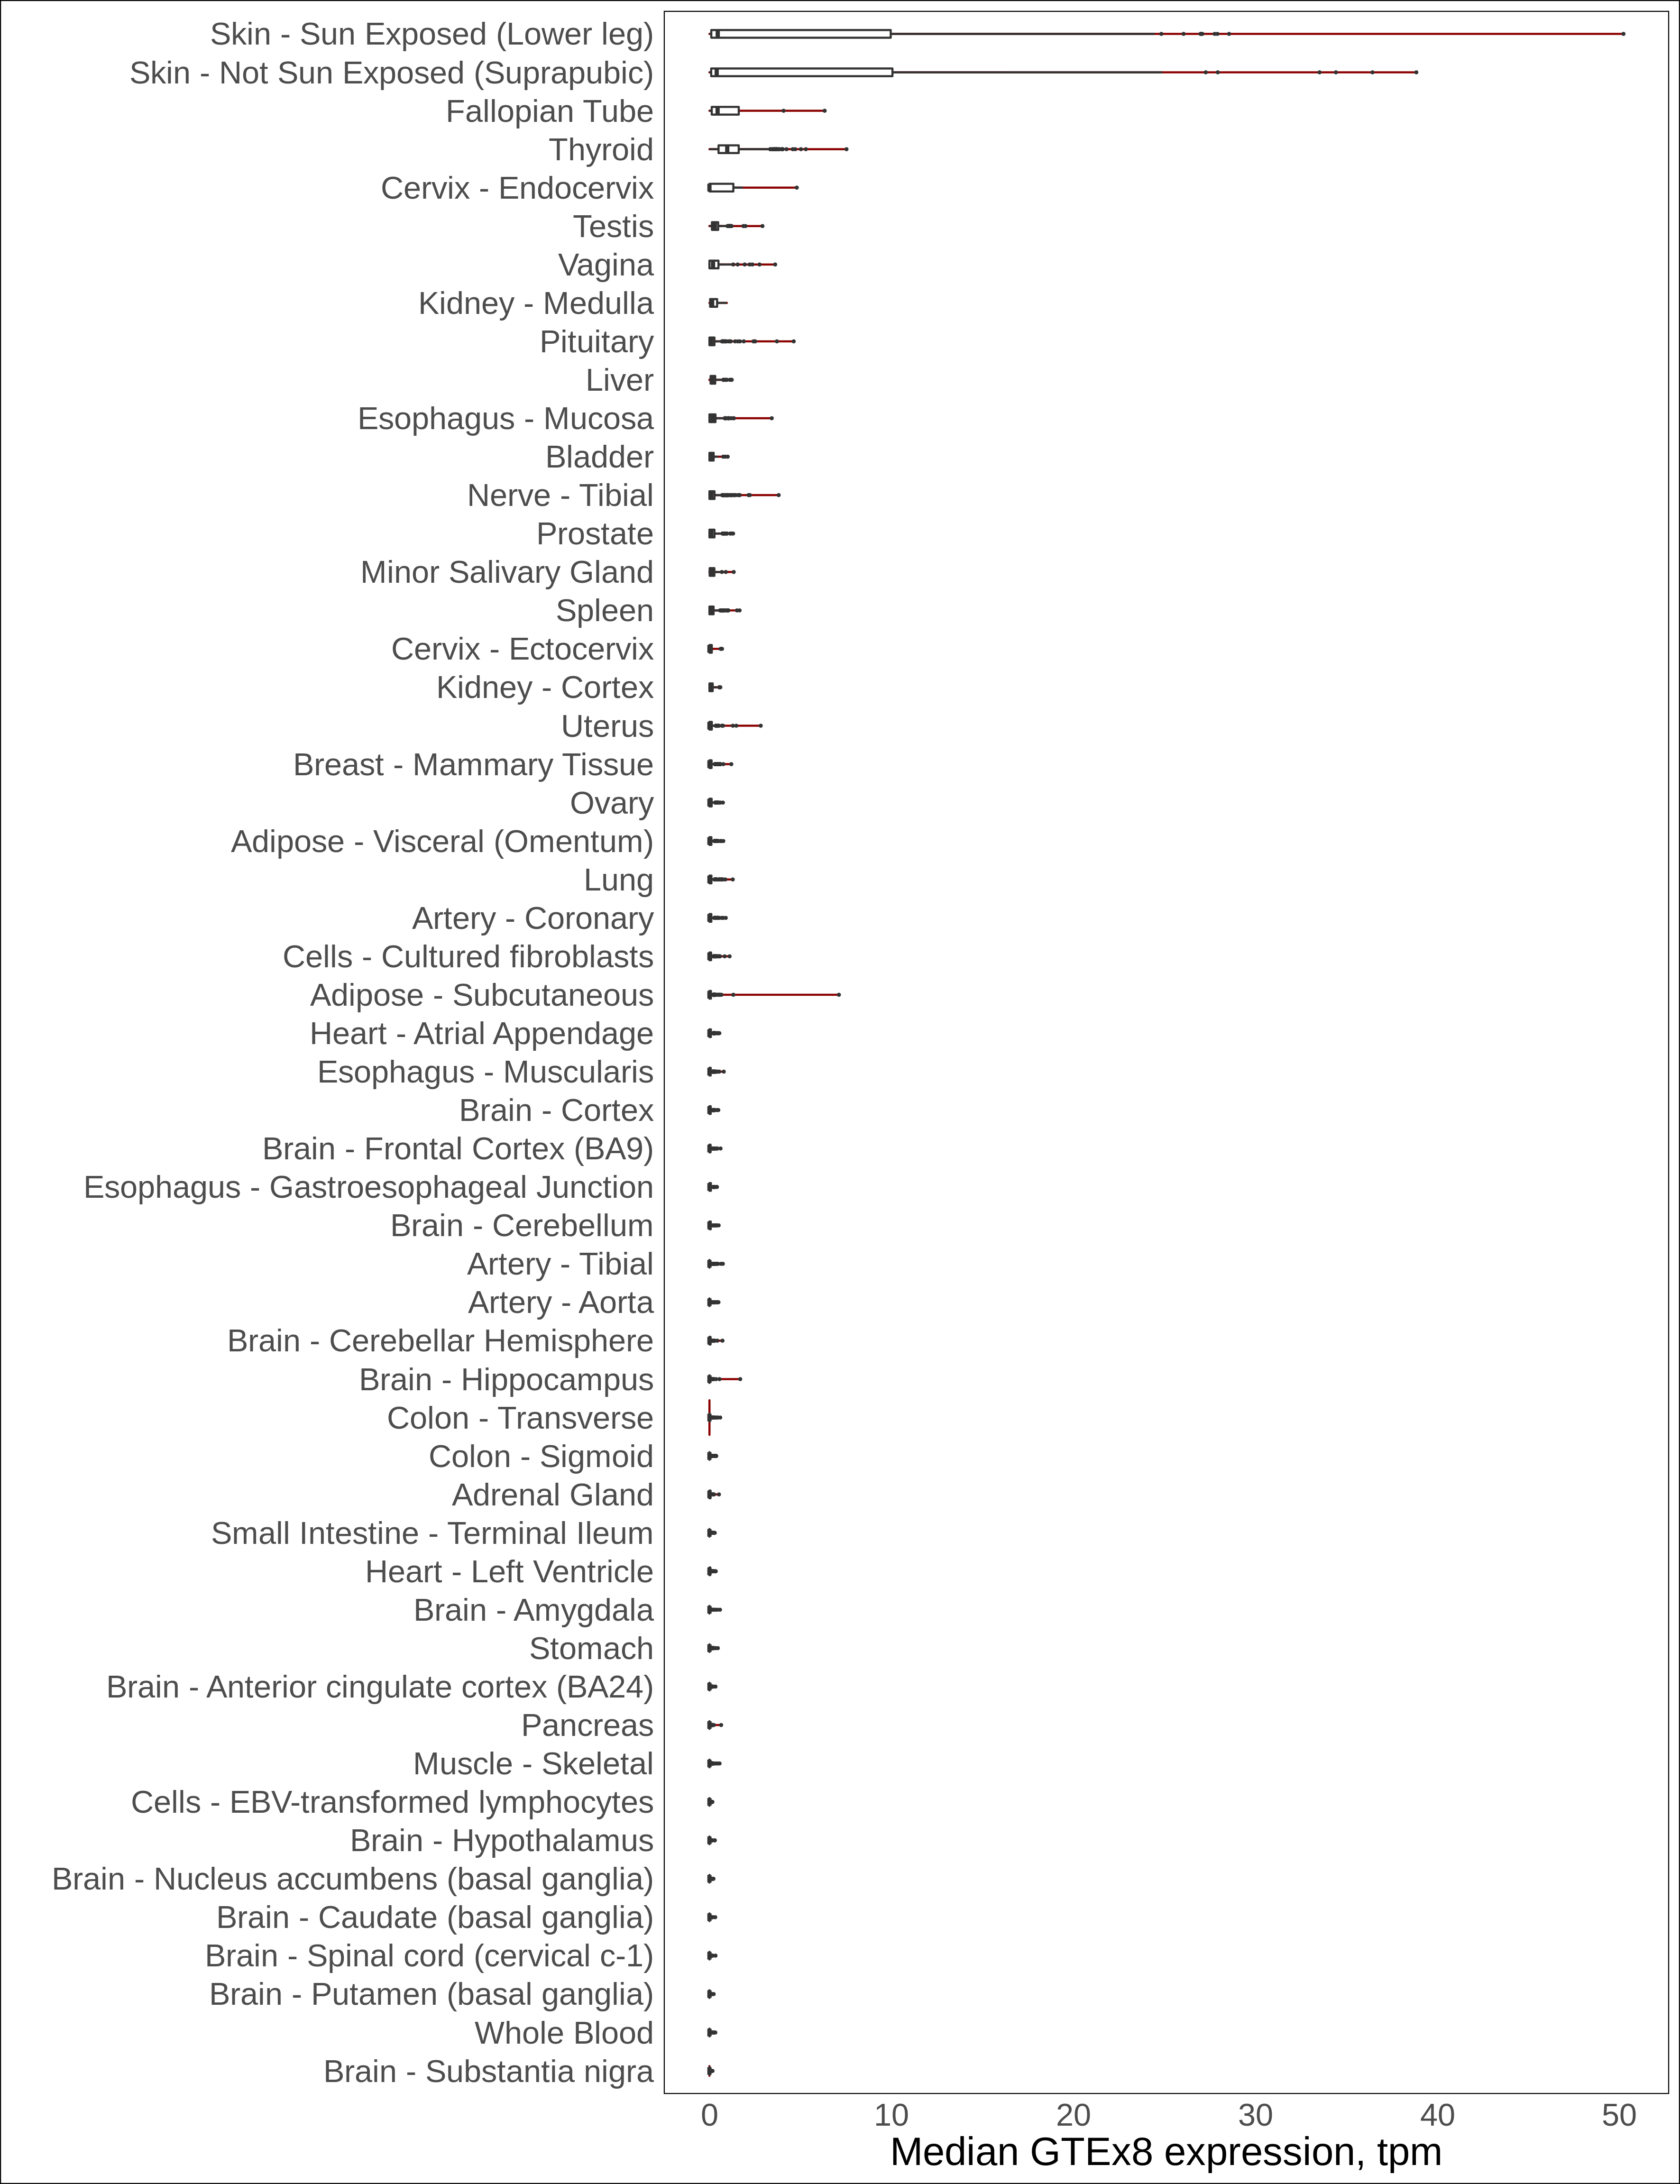 Skin - Sun Exposed (Lower leg)
Skin - Not Sun Exposed (Suprapubic)
Fallopian Tube
Thyroid
Cervix - Endocervix
Testis
Vagina
Kidney - Medulla
Pituitary
Liver
Esophagus - Mucosa
Bladder
Nerve - Tibial
Prostate
Minor Salivary Gland
Spleen
Cervix - Ectocervix
Kidney - Cortex
Uterus
Breast - Mammary Tissue
Ovary
Adipose - Visceral (Omentum)
Lung
Artery - Coronary
Cells - Cultured fibroblasts
Adipose - Subcutaneous
Heart - Atrial Appendage
Esophagus - Muscularis
Brain - Cortex
Brain - Frontal Cortex (BA9)
Esophagus - Gastroesophageal Junction
Brain - Cerebellum
Artery - Tibial
Artery - Aorta
Brain - Cerebellar Hemisphere
Brain - Hippocampus
Colon - Transverse
Colon - Sigmoid
Adrenal Gland
Small Intestine - Terminal Ileum
Heart - Left Ventricle
Brain - Amygdala
Stomach
Brain - Anterior cingulate cortex (BA24)
Pancreas
Muscle - Skeletal
Cells - EBV-transformed lymphocytes
Brain - Hypothalamus
Brain - Nucleus accumbens (basal ganglia)
Brain - Caudate (basal ganglia)
Brain - Spinal cord (cervical c-1)
Brain - Putamen (basal ganglia)
Whole Blood
Brain - Substantia nigra
0 10 20 30 40 50
Median GTEx8 expression, tpm